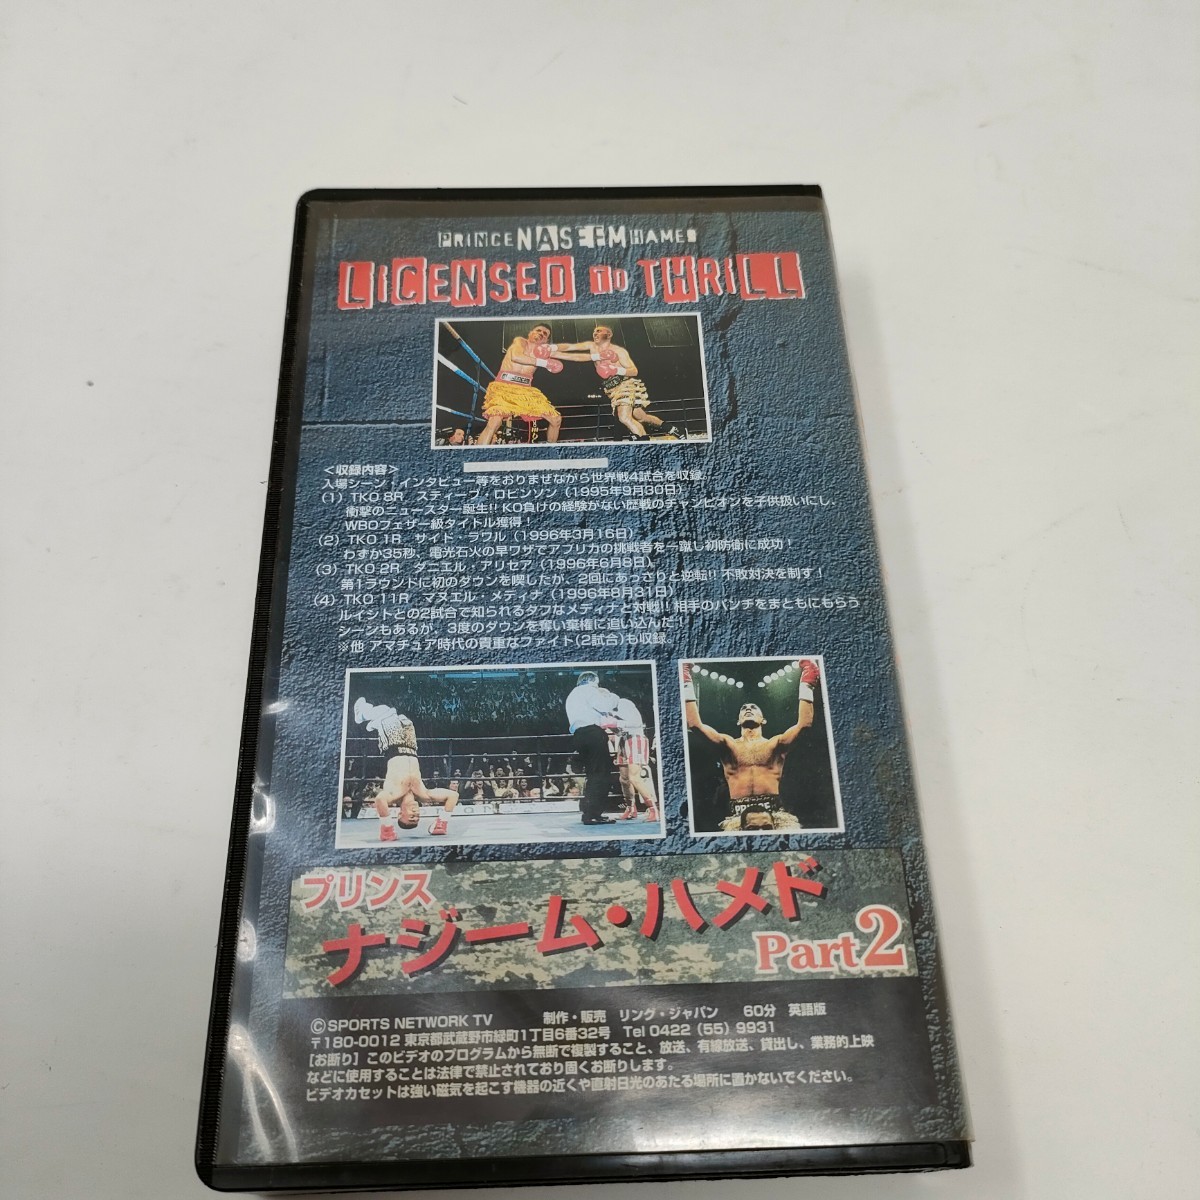 PRINCE NASEEM HAMED
LICENSED TO THRILL
<収録内容>
入場シーン・インタビュー等をおりまぜながら世界戦4試合を収録。
(1) TKO 8R スティーブ・ロビンソン (1995年9月30日)
衝撃のニュースター誕生!! KO負けの経験がない歴戦のチャンピオンを子供扱いにし、
WBOフェザー級タイトル獲得！
(2) TKO 1R サイド・ラワル (1996年3月16日)
わずか35秒、電光石火の早ワザでアフリカの挑戦者を一蹴し初防衛に成功！
(3) TKO 2R ダニエル・アリセア (1996年6月8日)
第1ラウンドに初のダウンを喫したが、2回にあっさりと逆転!! 不敗対決を制す！
(4) TKO 11R マヌエル・メディナ (1996年8月31日)
ルイシトとの2試合で知られるタフなメディナと対戦!! 相手のパンチをまともにもらう
シーンもあるが、3度のダウンを奪い棄権に追い込んだ！
※他 アマチュア時代の貴重なファイト(2試合)も収録。
PRINCE
プリンス
ナジーム・ハメド
Part2
©SPORTS NETWORK TV 制作・販売 リング・ジャパン 60分 英語版
〒180-0012 東京都武蔵野市緑町1丁目6番32号 Tel 0422 (55) 9931
[お断り] このビデオのプログラムから無断で複製すること、放送、有線放送、貸出し、業務的上映
などに使用することは法律で禁止されており固くお断りします。
ビデオカセットは強い磁気を起こす機器の近くや直射日光のあたる場所に置かないでください。